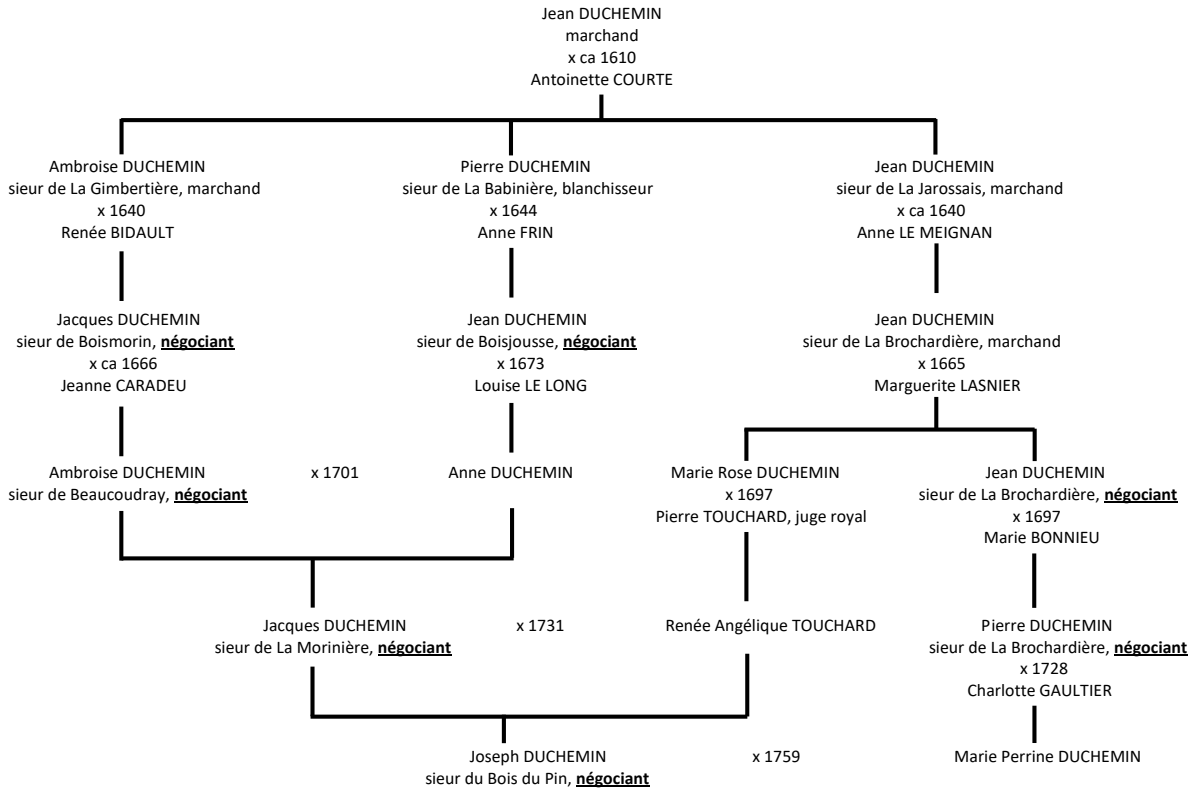 Jean DUCHEMIN
marchand
x ca 1610
Antoinette COURTE
Ambroise DUCHEMIN
sieur de La Gimbertière, marchand
x 1640
Renée BIDAULT
Pierre DUCHEMIN
sieur de La Babinière, blanchisseur
x 1644
Anne FRIN
Jean DUCHEMIN
sieur de La Jarossais, marchand
x ca 1640
Anne LE MEIGNAN
Jacques DUCHEMIN
sieur de Boismorin, négociant
x ca 1666
Jeanne CARADEU
Jean DUCHEMIN
sieur de Boisjousse, négociant
x 1673
Louise LE LONG
Jean DUCHEMIN
sieur de La Brochardière, marchand
x 1665
Marguerite LASNIER
Ambroise DUCHEMIN
sieur de Beaucoudray, négociant
x 1701
Anne DUCHEMIN
Marie Rose DUCHEMIN
x 1697
Pierre TOUCHARD, juge royal
Jean DUCHEMIN
sieur de La Brochardière, négociant
x 1697
Marie BONNIEU
Jacques DUCHEMIN
sieur de La Morinière, négociant
x 1731
Renée Angélique TOUCHARD
Pierre DUCHEMIN
sieur de La Brochardière, négociant
x 1728
Charlotte GAULTIER
Joseph DUCHEMIN
sieur du Bois du Pin, négociant
x 1759
Marie Perrine DUCHEMIN